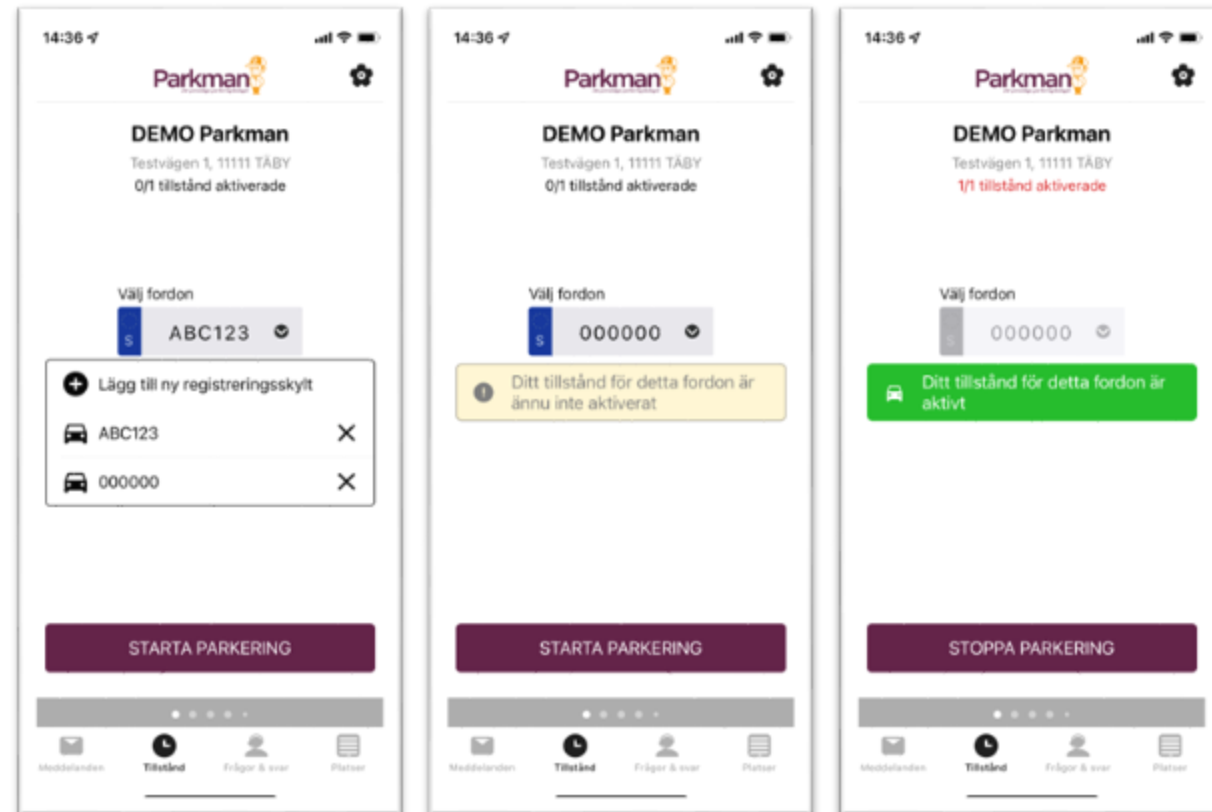 14:36
Parkman
DEMO Parkman
Testvägen 1, 11111 TÄBY
0/1 tillstånd aktiverade
Välj fordon
S
ABC123
Lägg till ny registreringsskylt
ABC123
000000
STARTA PARKERING
Meddelanden Tillstånd Frågor & svar Platser
14:36
Parkman
DEMO Parkman
Testvägen 1, 11111 TÄBY
0/1 tillstånd aktiverade
Välj fordon
S
000000
Ditt tillstånd för detta fordon är
ännu inte aktiverat
STARTA PARKERING
Meddelanden Tillstånd Frågor & svar Platser
14:36
Parkman
DEMO Parkman
Testvägen 1, 11111 TÄBY
1/1 tillstånd aktiverade
Välj fordon
S
000000
Ditt tillstånd för detta fordon är
aktivt
STOPPA PARKERING
Meddelanden Tillstånd Frågor & svar Platser